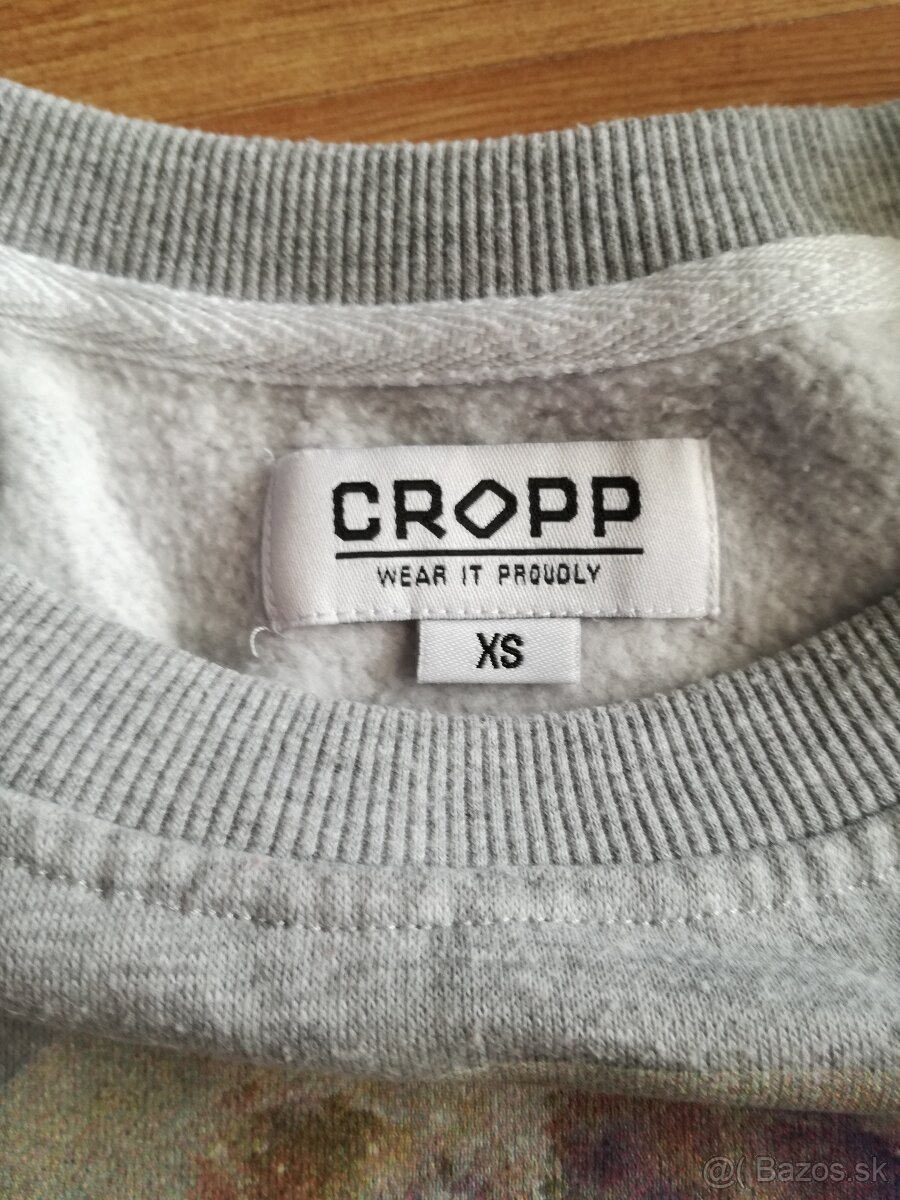 CROPP
WEAR IT PROUDLY
XS
@( Bazos.sk